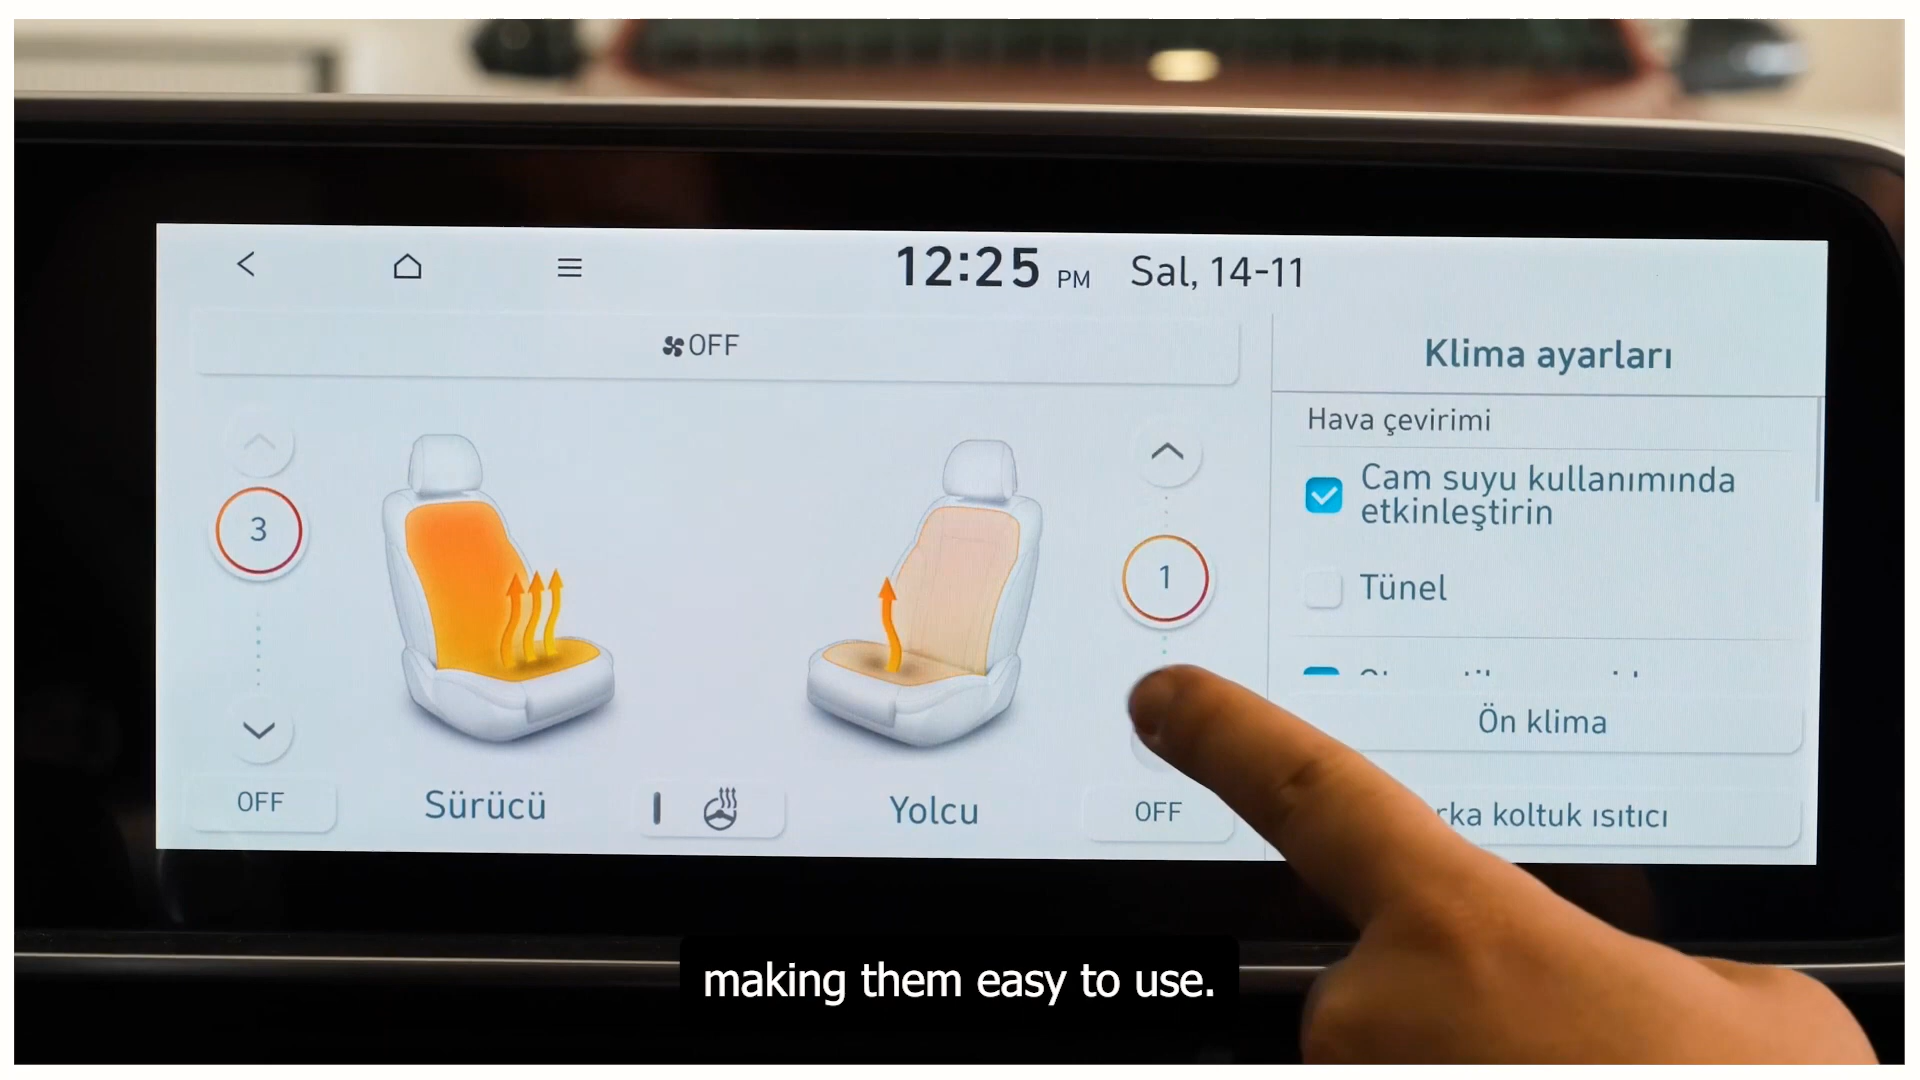 12:25 PM Sal, 14-11
OFF
Klima ayarları
Hava çevirimi
Cam suyu kullanımında
etkinleştirin
Tünel
3
1
Ön klima
OFF
Sürücü
Yolcu
OFF
koltuk ısıtıcı
making them easy to use.